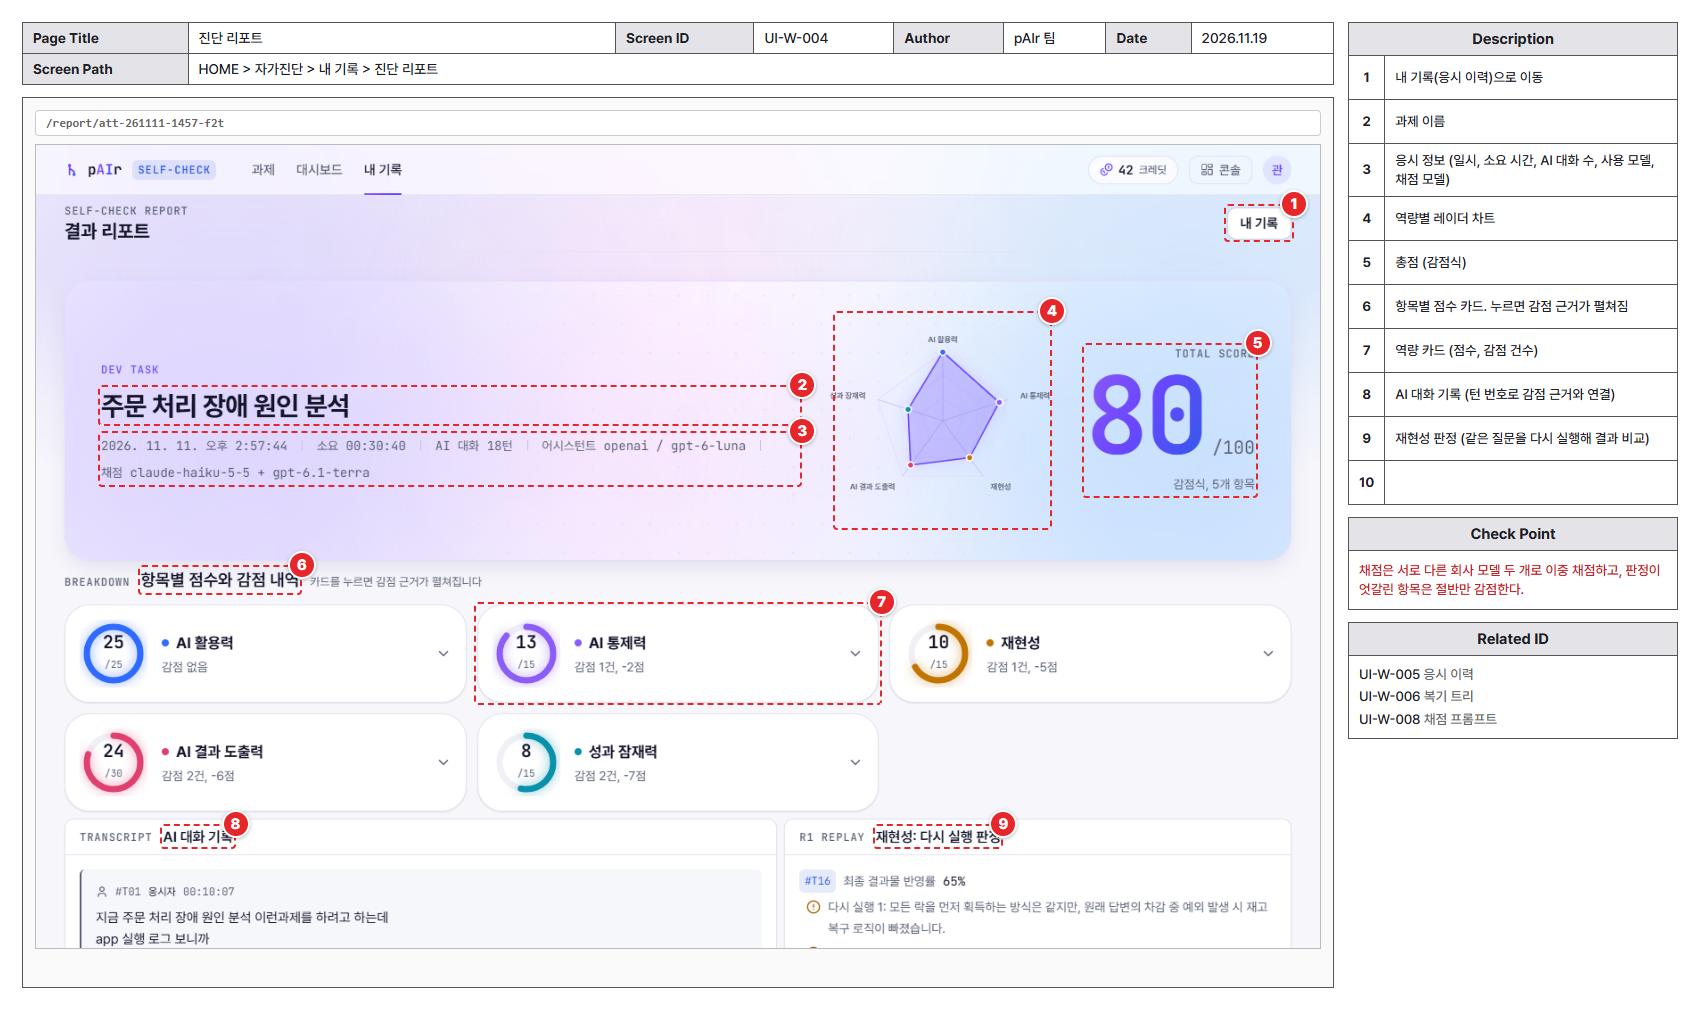 Page Title 진단 리포트 Screen ID UI-W-004 Author pAIr 팀 Date 2026.11.19
Screen Path HOME > 자가진단 > 내 기록 > 진단 리포트
/report/att-261111-1457-f2t
pAIr SELF-CHECK 과제 대시보드 내 기록 42 크레딧 콘솔 관
SELF-CHECK REPORT
결과 리포트
내 기록 1
DEV TASK
주문 처리 장애 원인 분석 2
2026. 11. 11. 오후 2:57:44 소요 00:30:40 AI 대화 18턴 어시스턴트 openai / gpt-6-luna 3
채점 claude-haiku-5-5 + gpt-6.1-terra
4
AI 활용력
성과 잠재력 AI 통제력
AI 결과 도출력 재현성
5
TOTAL SCORE
80 /100
감점식, 5개 항목
BREAKDOWN 항목별 점수와 감점 내역 6 카드를 누르면 감점 근거가 펼쳐집니다
25 /25 AI 활용력
감점 없음
7
13 /15 AI 통제력
감점 1건, -2점
10 /15 재현성
감점 1건, -5점
24 /30 AI 결과 도출력
감점 2건, -6점
8 /15 성과 잠재력
감점 2건, -7점
TRANSCRIPT AI 대화 기록 8
#T01 응시자 00:10:07
지금 주문 처리 장애 원인 분석 이런과제를 하려고 하는데
app 실행 로그 보니까
R1 REPLAY 재현성: 다시 실행 판정 9
#T16 최종 결과물 반영률 65%
다시 실행 1: 모든 락을 먼저 획득하는 방식은 같지만, 원래 답변의 차감 중 예외 발생 시 재고
복구 로직이 빠졌습니다.
Description
1 내 기록(응시 이력)으로 이동
2 과제 이름
3 응시 정보 (일시, 소요 시간, AI 대화 수, 사용 모델,
채점 모델)
4 역량별 레이더 차트
5 총점 (감점식)
6 항목별 점수 카드. 누르면 감점 근거가 펼쳐짐
7 역량 카드 (점수, 감점 건수)
8 AI 대화 기록 (턴 번호로 감점 근거와 연결)
9 재현성 판정 (같은 질문을 다시 실행해 결과 비교)
10
Check Point
채점은 서로 다른 회사 모델 두 개로 이중 채점하고, 판정이
엇갈린 항목은 절반만 감점한다.
Related ID
UI-W-005 응시 이력
UI-W-006 복기 트리
UI-W-008 채점 프롬프트